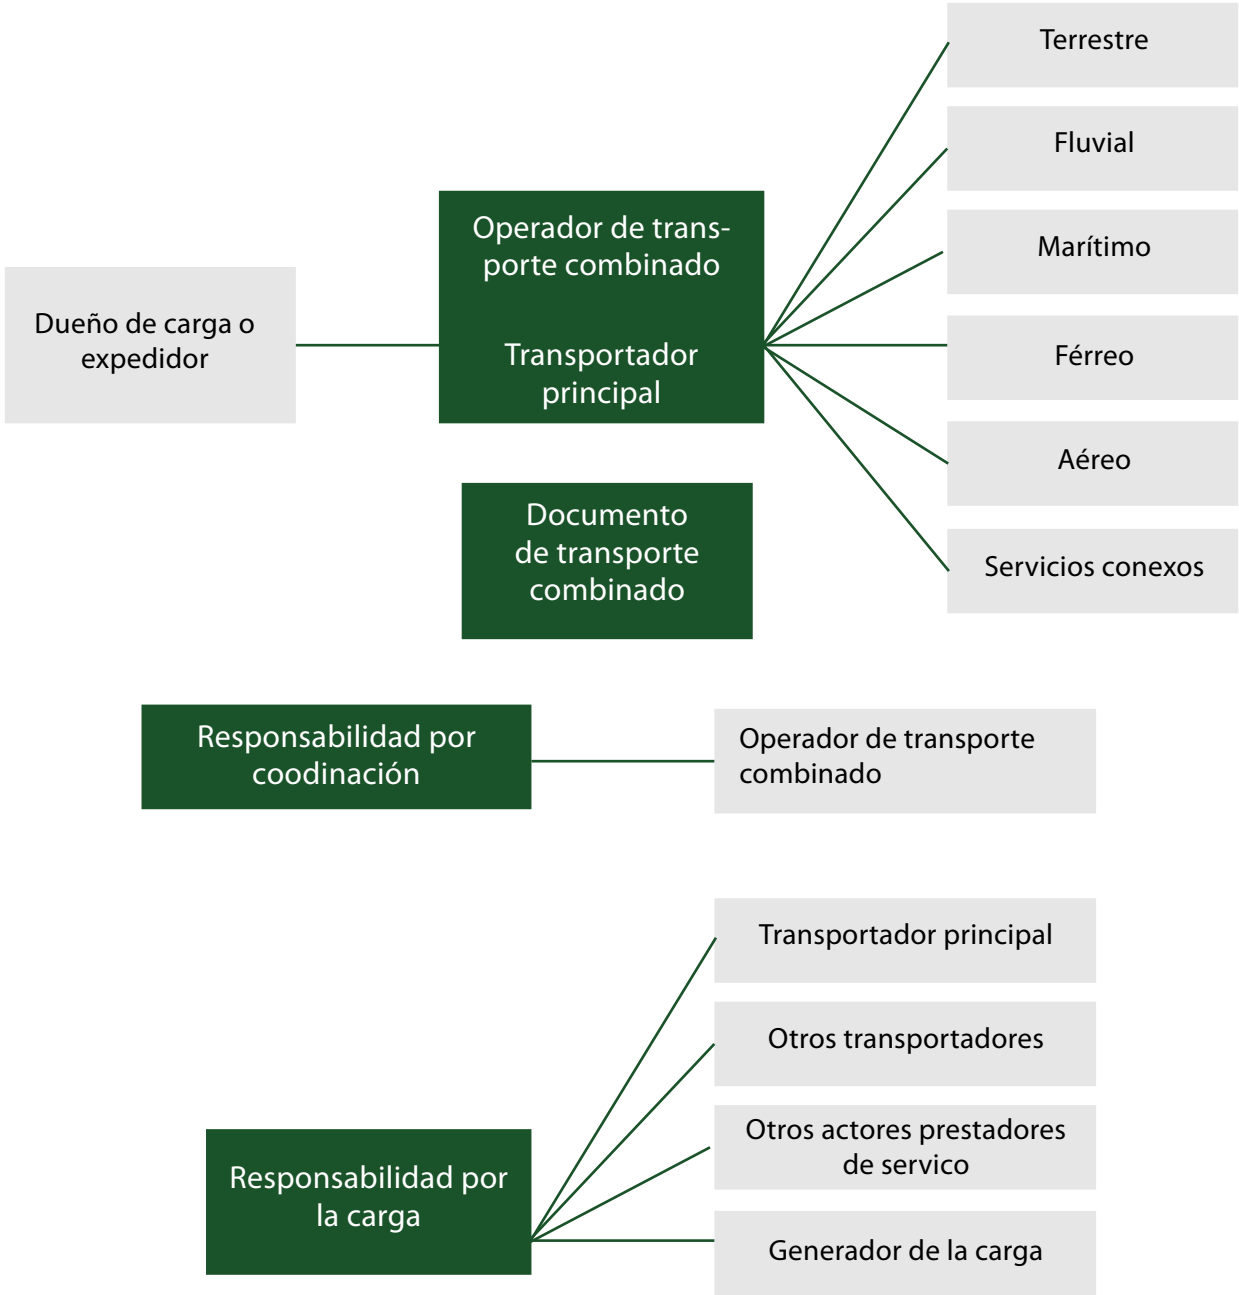 Dueño de carga o
expedidor
Operador de trans-
porte combinado
Transportador
principal
Documento
de transporte
combinado
Terrestre
Fluvial
Marítimo
Férreo
Aéreo
Servicios conexos
Responsabilidad por
coodinación
Operador de transporte
combinado
Responsabilidad por
la carga
Transportador principal
Otros transportadores
Otros actores prestadores
de servico
Generador de la carga